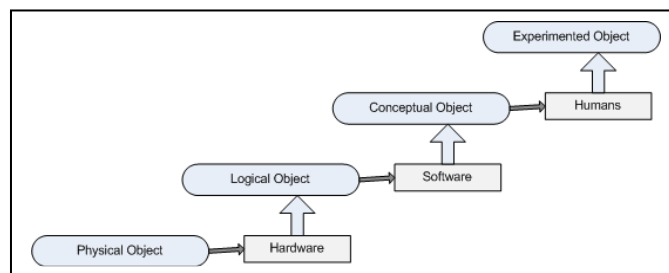 Experimented Object
Conceptual Object
Humans
Logical Object
Software
Physical Object
Hardware